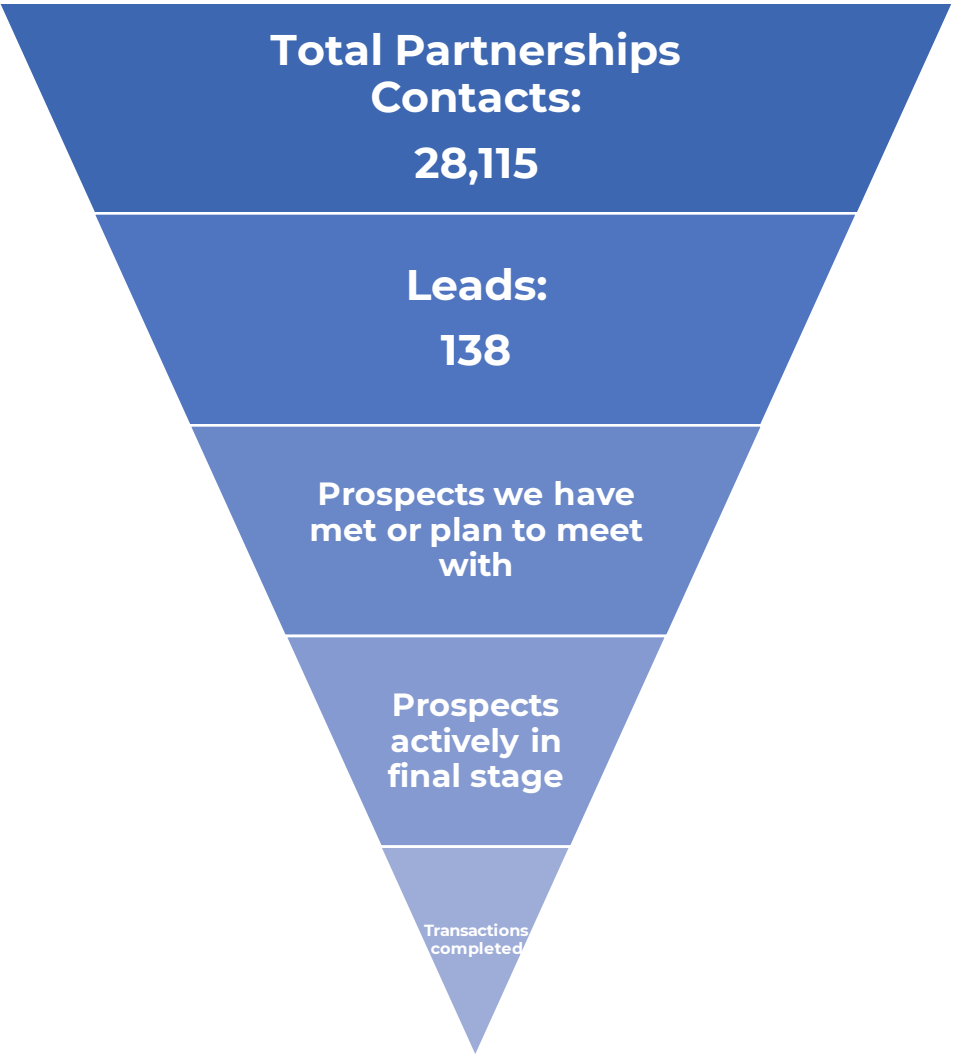 Total Partnerships
Contacts:
28,115
Leads:
138
Prospects we have
met or plan to meet
with
Prospects
actively in
final stage
Transactions
completed